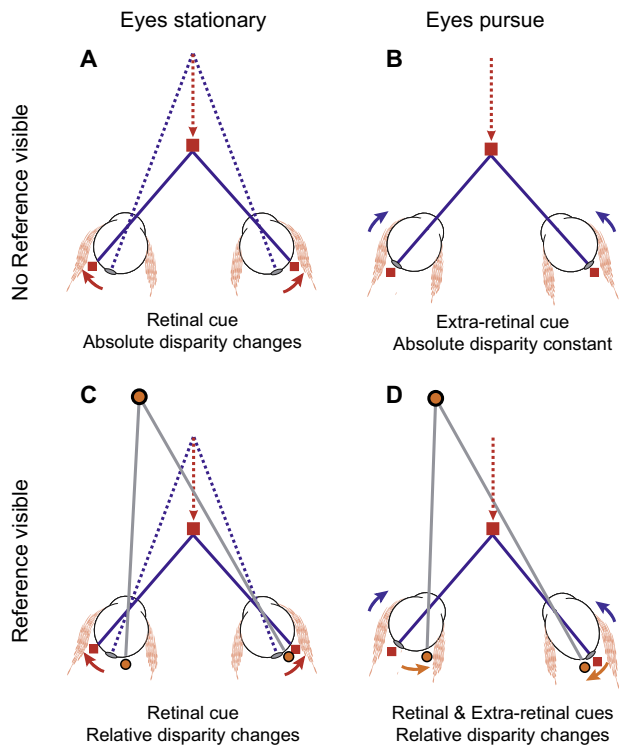 Eyes stationary
Eyes pursue
No Reference visible
A
B
Retinal cue
Absolute disparity changes
Extra-retinal cue
Absolute disparity constant
Reference visible
C
D
Retinal cue
Relative disparity changes
Retinal & Extra-retinal cues
Relative disparity changes